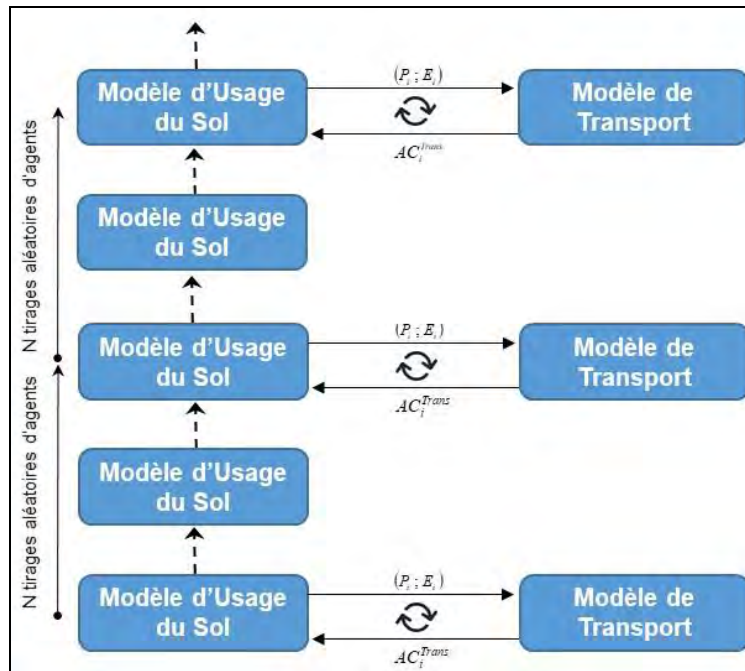 Modèle d'Usage
du Sol
(P_i ; E_i)
AC_i^Trans
Modèle de
Transport
N tirages aléatoires d'agents
Modèle d'Usage
du Sol
Modèle d'Usage
du Sol
(P_i ; E_i)
AC_i^Trans
Modèle de
Transport
N tirages aléatoires d'agents
Modèle d'Usage
du Sol
Modèle d'Usage
du Sol
(P_i ; E_i)
AC_i^Trans
Modèle de
Transport